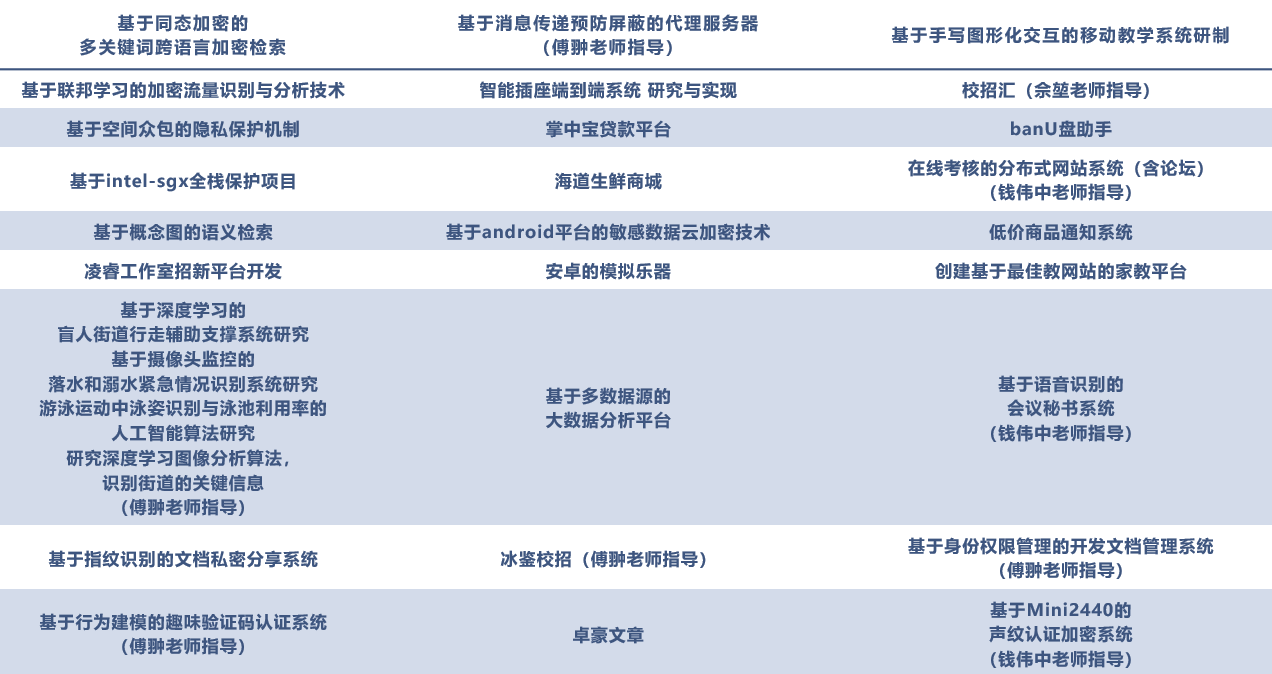 基于同态加密的
多关键词跨语言加密检索
基于消息传递预防屏蔽的代理服务器
（傅翀老师指导）
基于手写图形化交互的移动教学系统研制
基于联邦学习的加密流量识别与分析技术
智能插座端到端系统 研究与实现
校招汇（佘堃老师指导）
基于空间众包的隐私保护机制
掌中宝贷款平台
banU盘助手
基于intel-sgx全栈保护项目
海道生鲜商城
在线考核的分布式网站系统（含论坛）
（钱伟中老师指导）
基于概念图的语义检索
基于android平台的敏感数据云加密技术
低价商品通知系统
凌睿工作室招新平台开发
安卓的模拟乐器
创建基于最佳教网站的家教平台
基于深度学习的
盲人街道行走辅助支撑系统研究
基于摄像头监控的
落水和溺水紧急情况识别系统研究
游泳运动中泳姿识别与泳池利用率的
人工智能算法研究
研究深度学习图像分析算法，
识别街道的关键信息
（傅翀老师指导）
基于多数据源的
大数据分析平台
基于语音识别的
会议秘书系统
（钱伟中老师指导）
基于指纹识别的文档私密分享系统
冰鉴校招（傅翀老师指导）
基于身份权限管理的开发文档管理系统
（傅翀老师指导）
基于行为建模的趣味验证码认证系统
（傅翀老师指导）
卓豪文章
基于Mini2440的
声纹认证加密系统
（钱伟中老师指导）